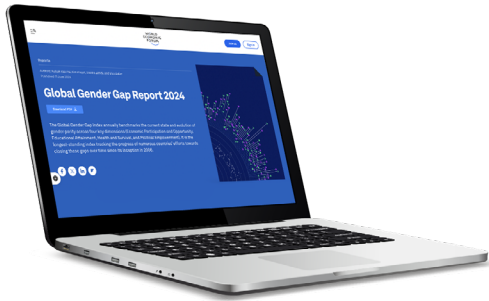 WORLD
ECONOMIC
FORUM
Reports
Global Gender Gap Report 2024
Download PDF
The Global Gender Gap Index annually benchmarks the current state and evolution of
gender parity across four key dimensions (Economic Participation and Opportunity,
Educational Attainment, Health and Survival, and Political Empowerment). It is the
longest-standing index tracking the progress of numerous countries' efforts towards
closing these gaps over time since its inception in 2006.